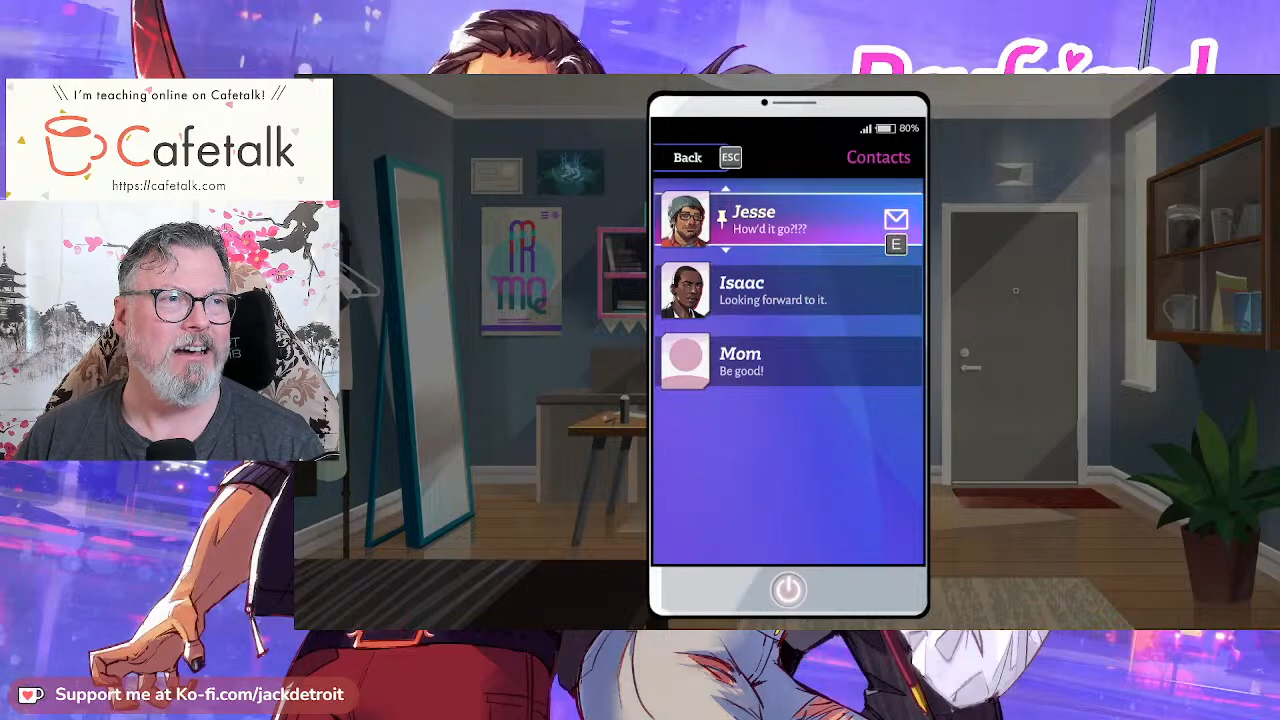 I'm teaching online on Cafetalk!
Cafetalk
https://cafetalk.com
80%
Back
ESC
Contacts
Jesse
How'd it go?!??
E
Isaac
Looking forward to it.
Mom
Be good!
Support me at Ko-fi.com/jackdetroit